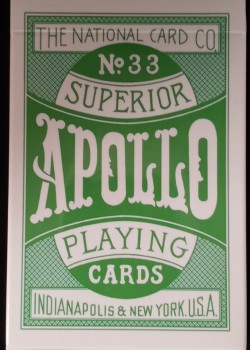 THE NATIONAL CARD CO.
No 33
SUPERIOR
APOLLO
PLAYING
CARDS
INDIANAPOLIS & NEW YORK. U.S.A.